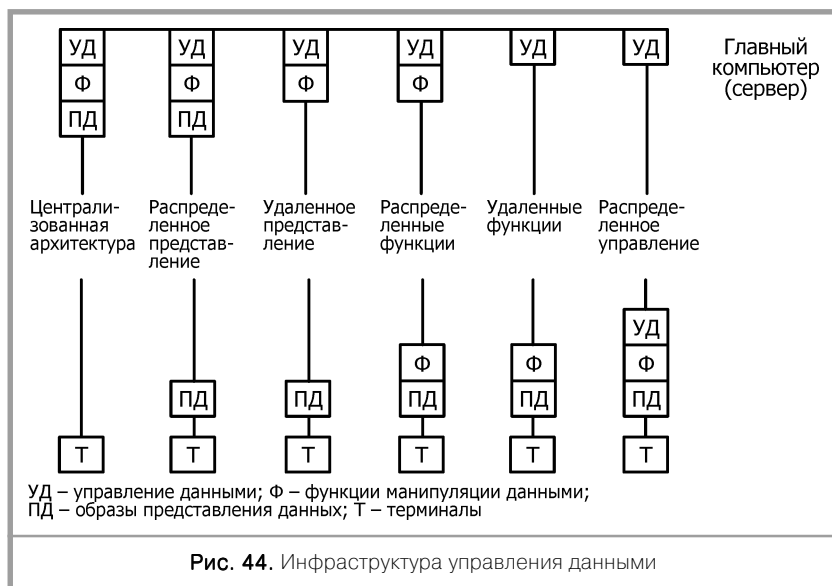 УД УД УД УД УД УД
Ф Ф Ф Ф
ПД ПД
Главный
компьютер
(сервер)
Централи-
зованная
архитектура
Распреде-
ленное
представ-
ление
Удаленное
представ-
ление
Распреде-
ленные
функции
Удаленные
функции
Распреде-
ленное
управление
УД
Ф Ф Ф
ПД ПД ПД ПД ПД
Т Т Т Т Т Т
УД – управление данными; Ф – функции манипуляции данными;
ПД – образы представления данных; Т – терминалы
Рис. 44. Инфраструктура управления данными